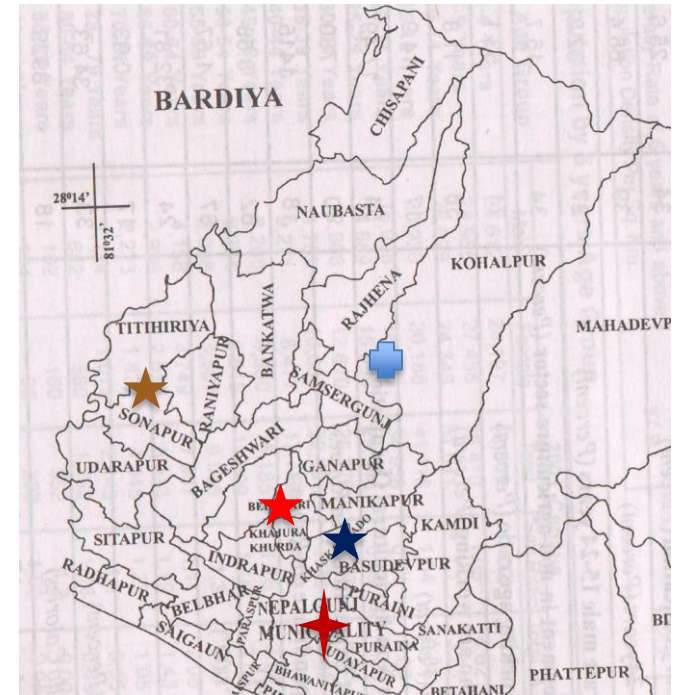 BARDIYA
CHISAPANI
28°14'
81°32'
NAUBASTA
KOHALPUR
RAJHENA
BANKATWA
TITIHIRIYA
MAHADEVP
RANIYAPUR
SAMSERGUNJ
SONAPUR
BAGESHWARI
UDARAPUR
GANAPUR
MANIKAPUR
KAMDI
SITAPUR
KHAJURA
KHURDA
INDRAPUR
BASUDEVPUR
RADHAPUR
BELBHAR
PARASPUR
NEPALGUNJ
MUNICIPALITY
PURAINI
SAIGAUN
SANAKATTI
PURAINA
UDAYAPUR
PHATTEPUR
BETAHANI